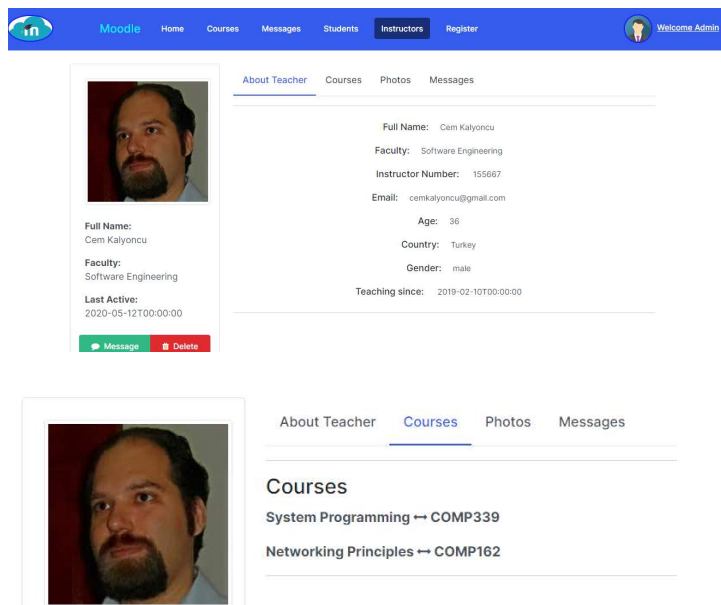 in Moodle Home Courses Messages Students Instructors Register Welcome Admin
About Teacher Courses Photos Messages
Full Name: Cem Kalyoncu
Faculty: Software Engineering
Instructor Number: 155667
Email: cemkalyoncu@gmail.com
Age: 36
Country: Turkey
Gender: male
Teaching since: 2019-02-10T00:00:00
Full Name:
Cem Kalyoncu
Faculty:
Software Engineering
Last Active:
2020-05-12T00:00:00
Message Delete
About Teacher Courses Photos Messages
Courses
System Programming ↔ COMP339
Networking Principles ↔ COMP162